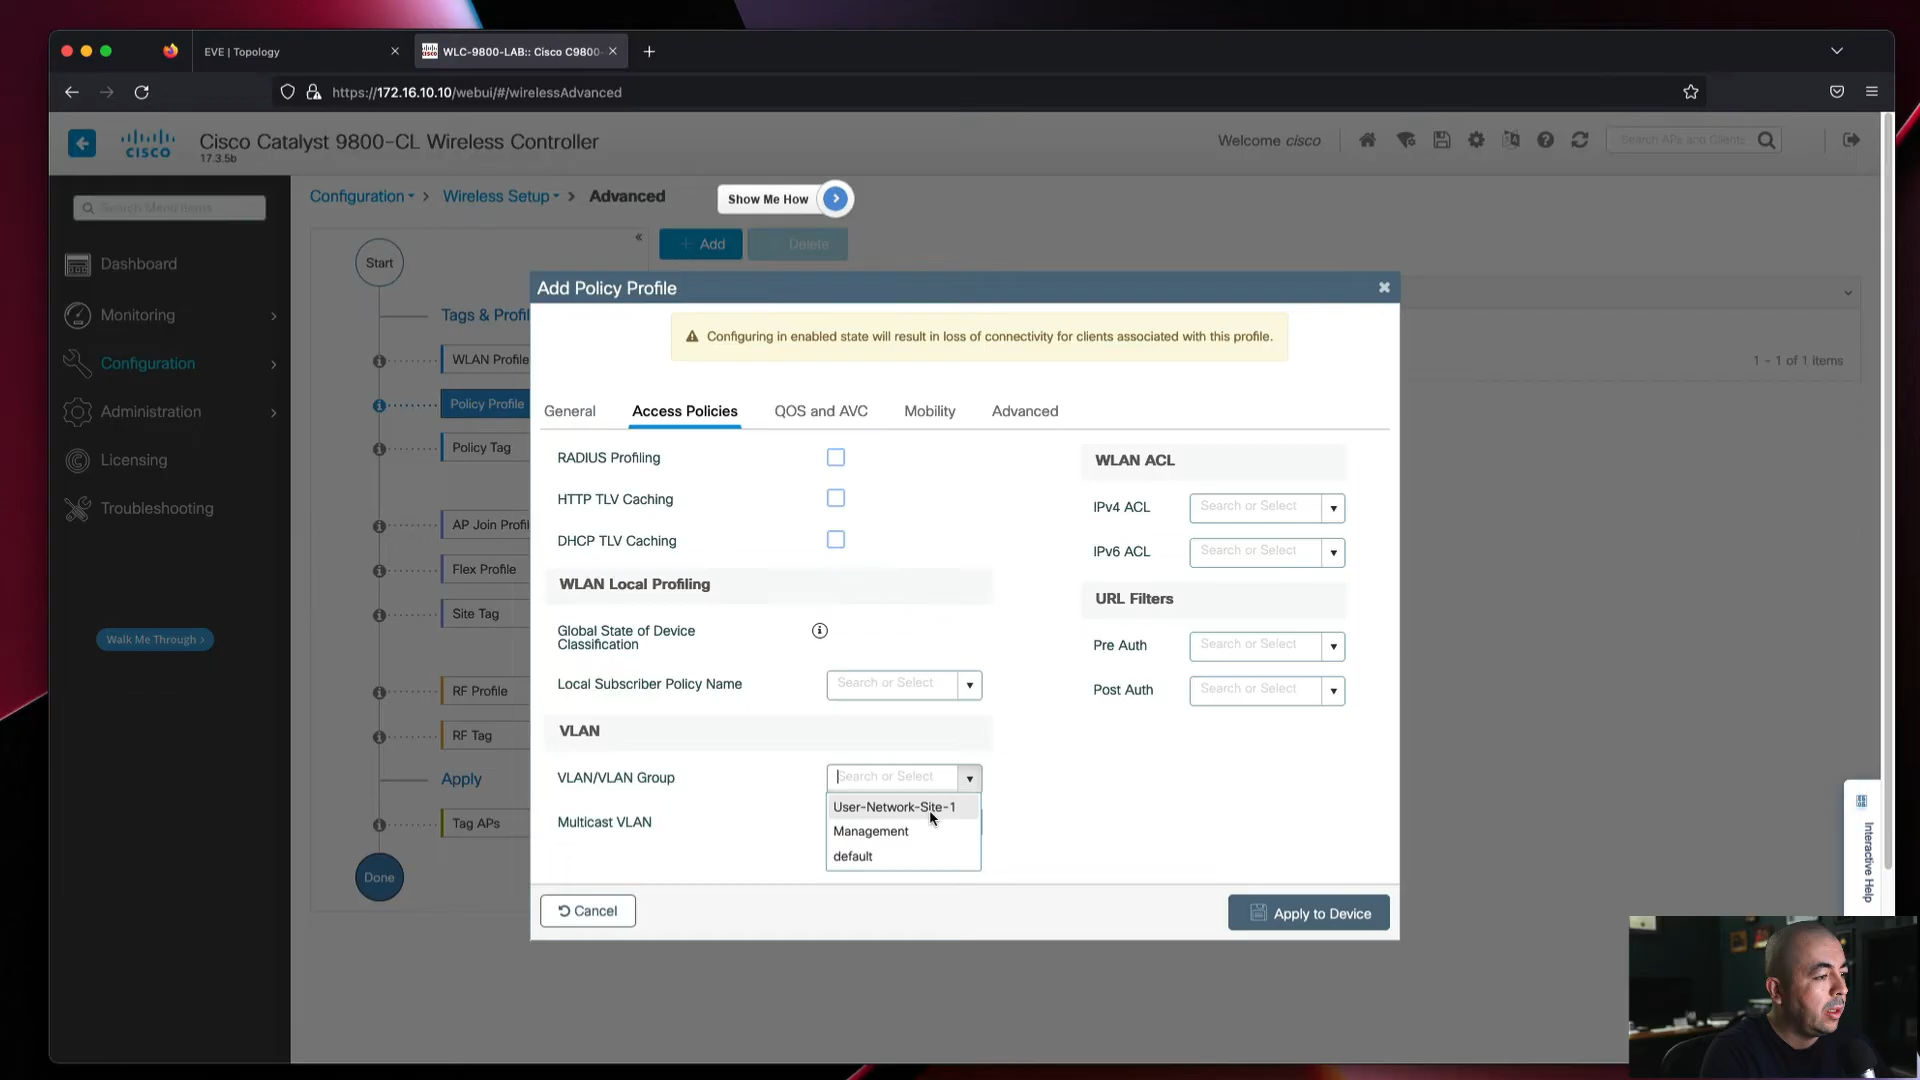 EVE | Topology
WLC-9800-LAB:: Cisco C9800-
https://172.16.10.10/webui/#/wirelessAdvanced
CISCO
Cisco Catalyst 9800-CL Wireless Controller
17.3.5b
Welcome cisco
Search APs and Clients
Search Menu Items
Dashboard
Monitoring
Configuration
Administration
Licensing
Troubleshooting
Walk Me Through >
Configuration > Wireless Setup > Advanced
Show Me How
+ Add
Delete
Start
Tags & Profil
WLAN Profile
Policy Profile
Policy Tag
AP Join Profil
Flex Profile
Site Tag
RF Profile
RF Tag
Apply
Tag APs
Done
1 - 1 of 1 items
Add Policy Profile
Configuring in enabled state will result in loss of connectivity for clients associated with this profile.
General
Access Policies
QOS and AVC
Mobility
Advanced
RADIUS Profiling
HTTP TLV Caching
DHCP TLV Caching
WLAN Local Profiling
Global State of Device
Classification
Local Subscriber Policy Name
Search or Select
VLAN
VLAN/VLAN Group
Search or Select
User-Network-Site-1
Management
default
Multicast VLAN
WLAN ACL
IPv4 ACL
Search or Select
IPv6 ACL
Search or Select
URL Filters
Pre Auth
Search or Select
Post Auth
Search or Select
Cancel
Apply to Device
Interactive Help